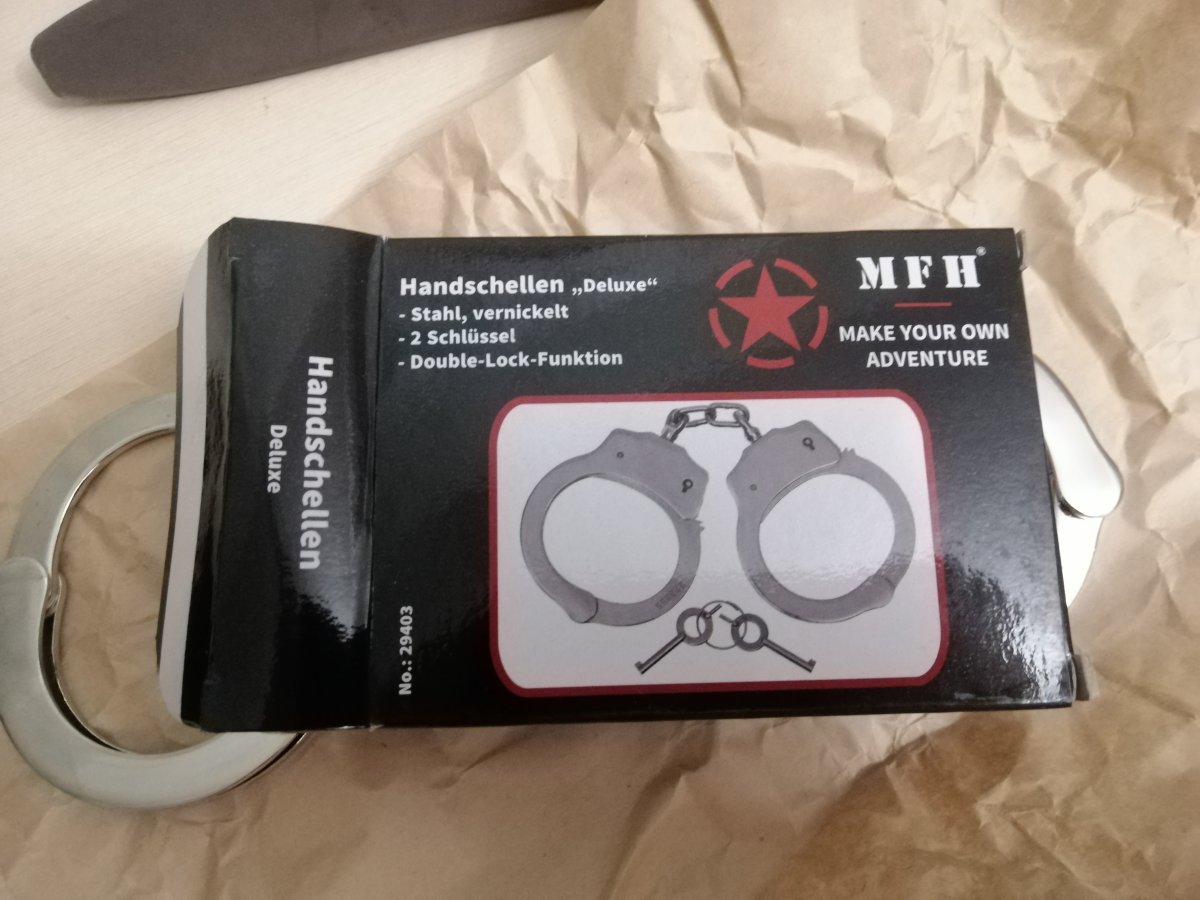 Handschellen „Deluxe“
- Stahl, vernickelt
- 2 Schlüssel
- Double-Lock-Funktion
MFH®
MAKE YOUR OWN
ADVENTURE
Handschellen
Deluxe
No.: 29403